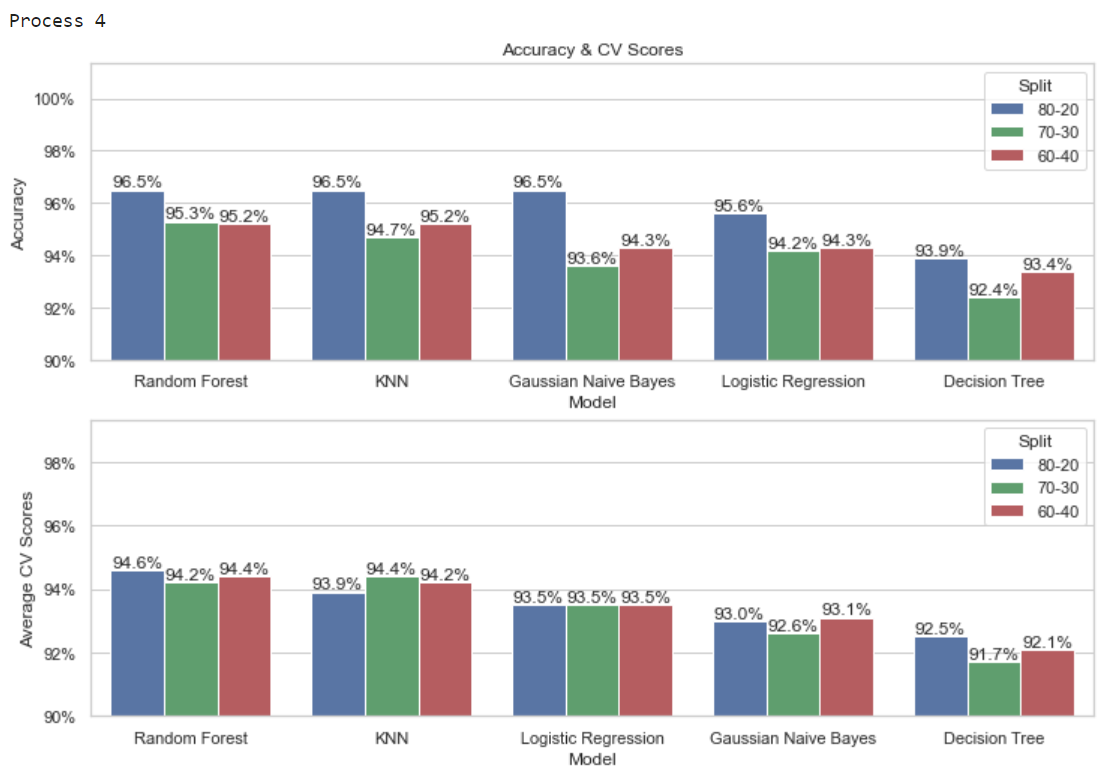 Process 4
Accuracy & CV Scores
Accuracy
100%
98%
96%
94%
92%
90%
Split
80-20
70-30
60-40
96.5% 95.3% 95.2% 96.5% 94.7% 95.2% 96.5% 93.6% 94.3% 95.6% 94.2% 94.3% 93.9% 92.4% 93.4%
Random Forest KNN Gaussian Naive Bayes Logistic Regression Decision Tree
Model
Average CV Scores
98%
96%
94%
92%
90%
Split
80-20
70-30
60-40
94.6% 94.2% 94.4% 93.9% 94.4% 94.2% 93.5% 93.5% 93.5% 93.0% 92.6% 93.1% 92.5% 91.7% 92.1%
Random Forest KNN Logistic Regression Gaussian Naive Bayes Decision Tree
Model